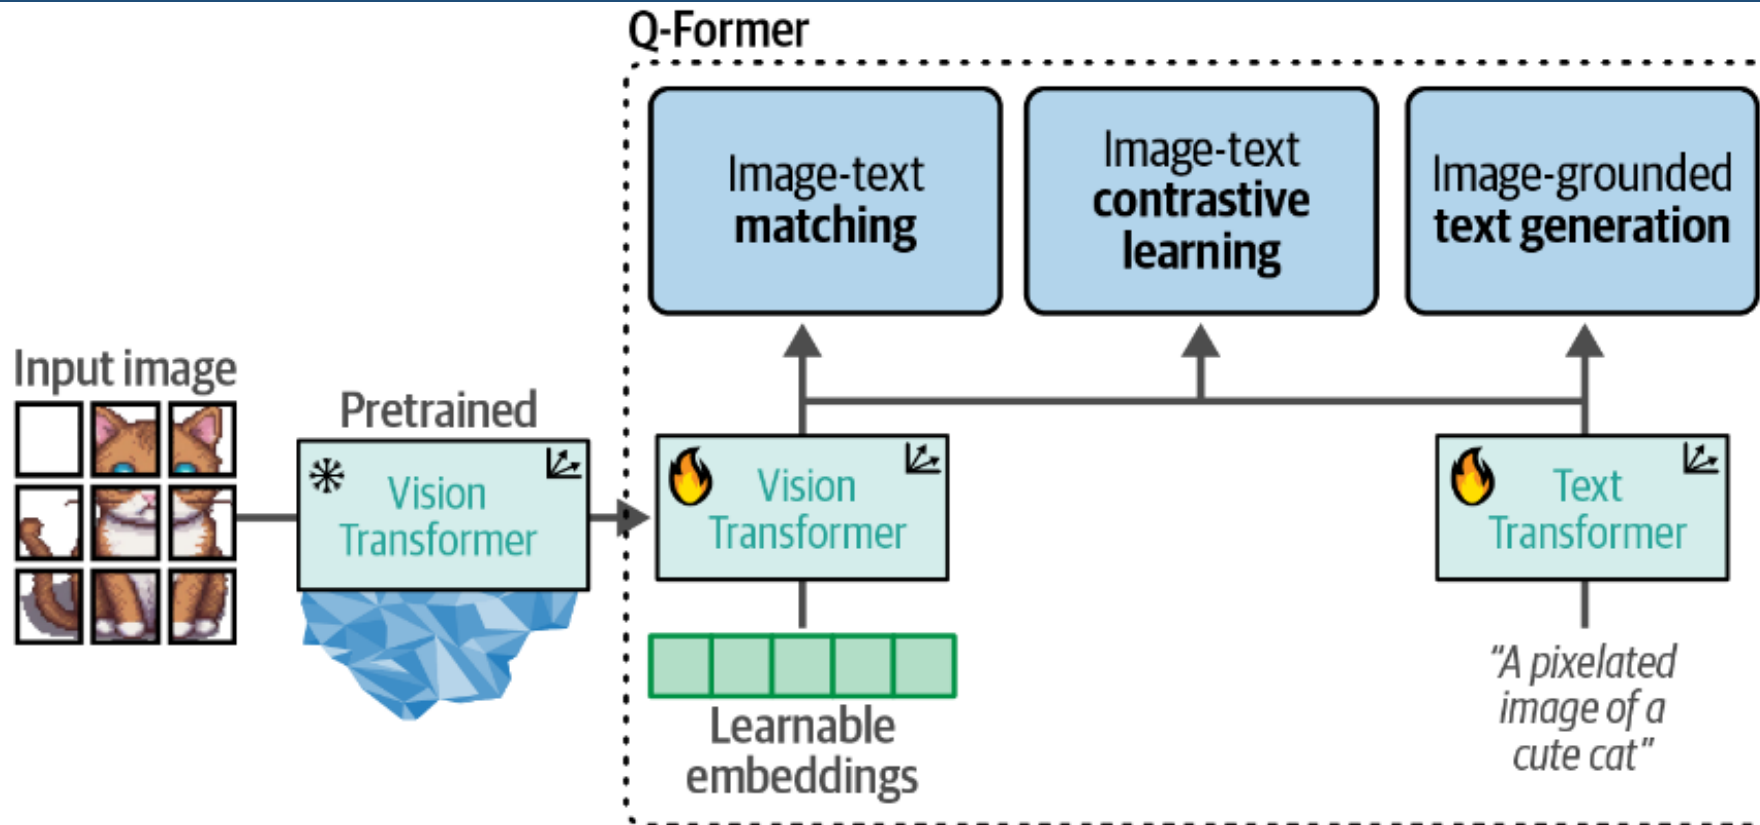 Q-Former
Image-text
matching
Image-text
contrastive
learning
Image-grounded
text generation
Input image
Pretrained
Vision
Transformer
Vision
Transformer
Text
Transformer
Learnable
embeddings
“A pixelated
image of a
cute cat”